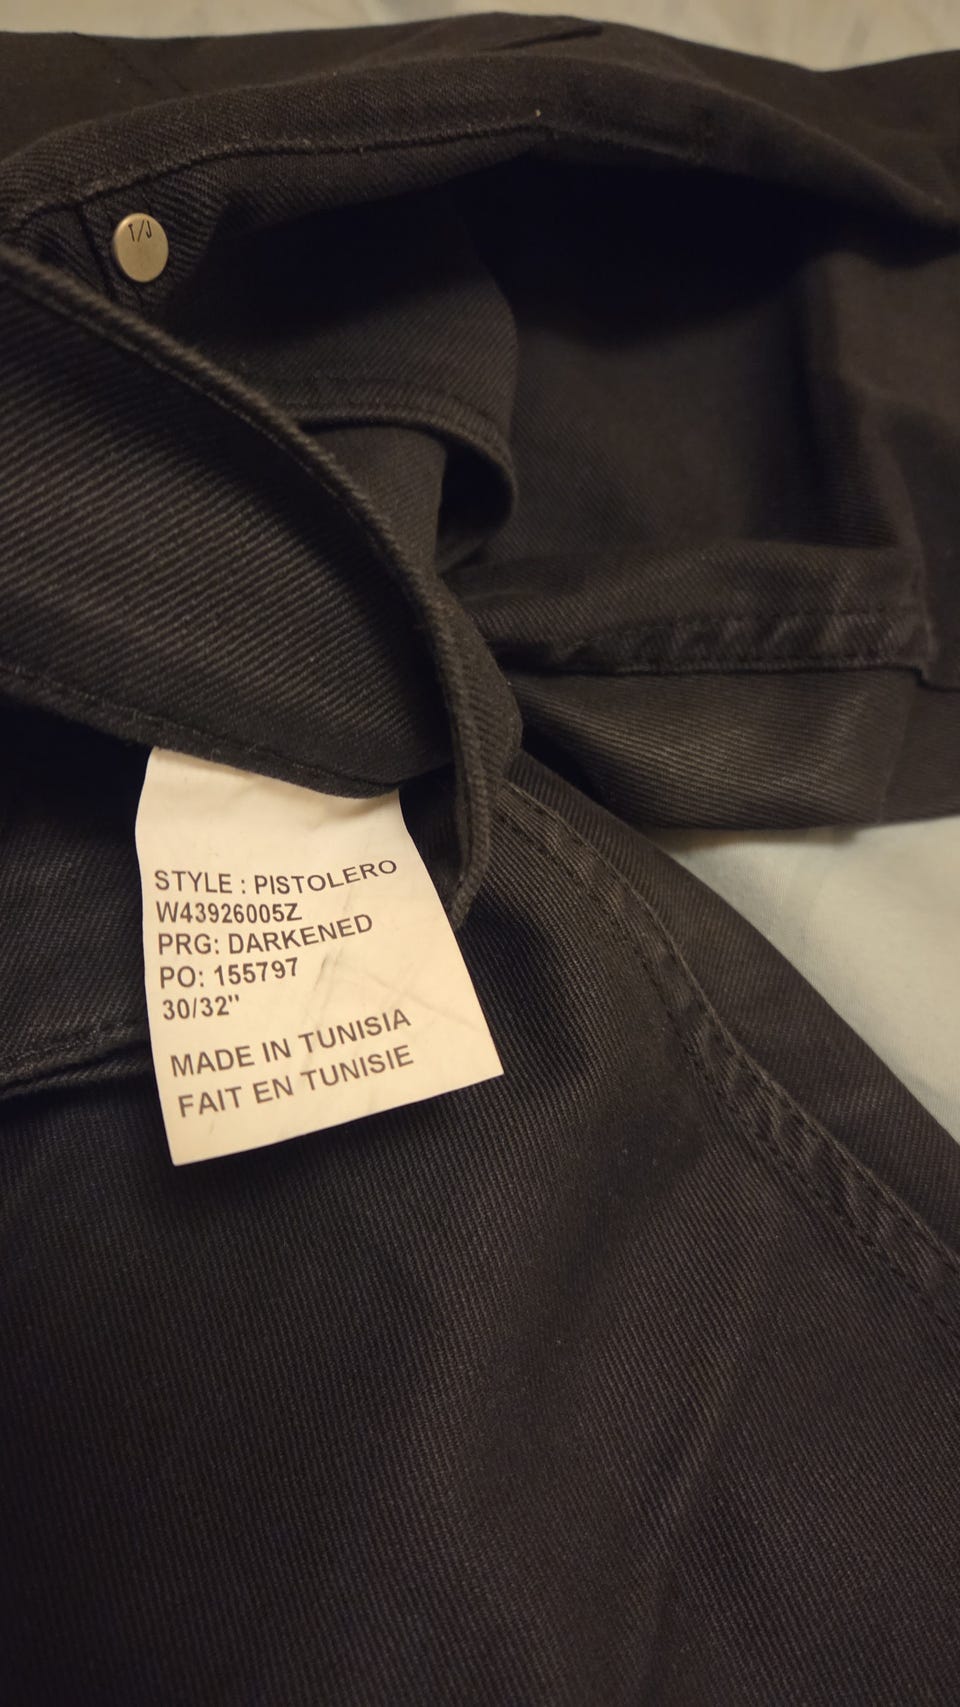 T/J
STYLE : PISTOLERO
W43926005Z
PRG: DARKENED
PO: 155797
30/32"
MADE IN TUNISIA
FAIT EN TUNISIE